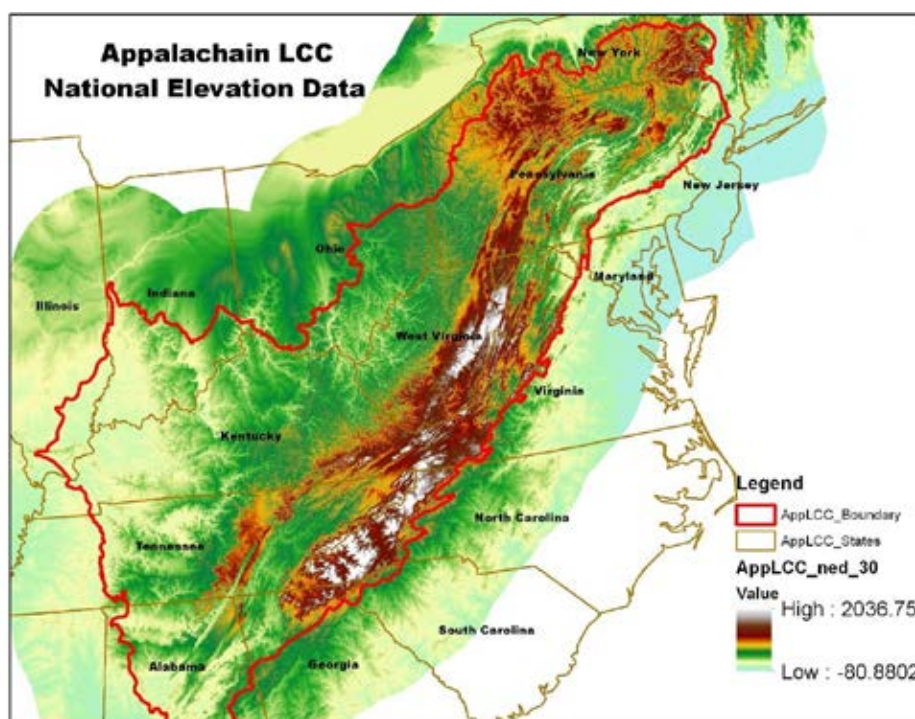 Appalachain LCC
National Elevation Data
New York
Pennsylvania
New Jersey
Ohio
Maryland
Indiana
Illinois
West Virginia
Virginia
Kentucky
Legend
AppLCC_Boundary
North Carolina
AppLCC_States
Tennessee
AppLCC_ned_30
Value
High : 2036.75
South Carolina
Alabama
Georgia
Low : -80.8802